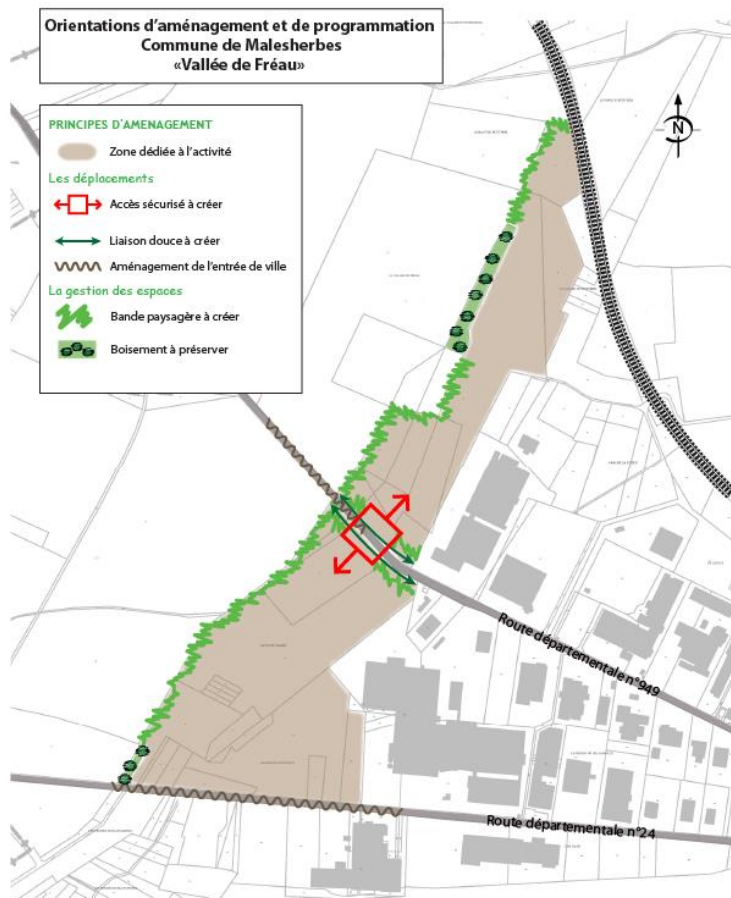 Orientations d'aménagement et de programmation
Commune de Malesherbes
«Vallée de Fréau»
N
PRINCIPES D'AMENAGEMENT
Zone dédiée à l'activité
Les déplacements
Accès sécurisé à créer
Liaison douce à créer
Aménagement de l'entrée de ville
La gestion des espaces
Bande paysagère à créer
Boisement à préserver
Route départementale n°949
Route départementale n°24